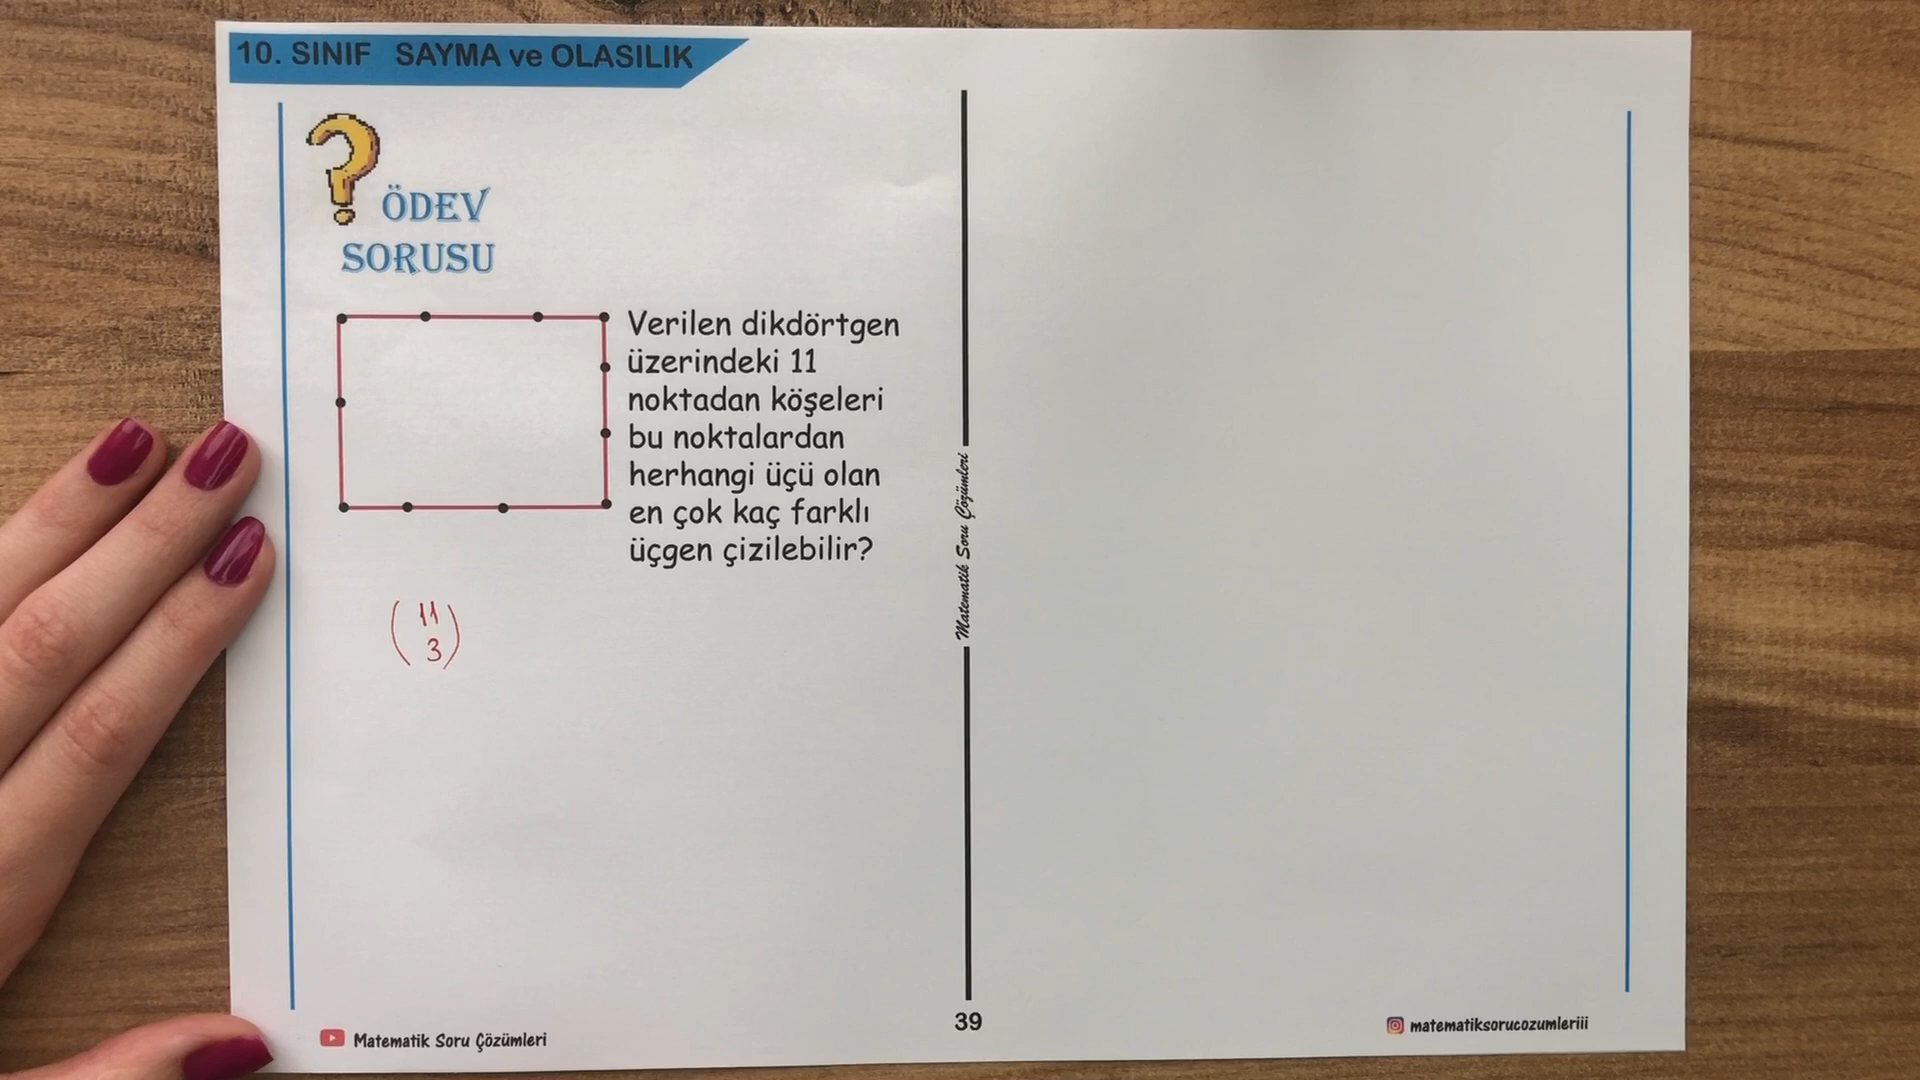 10. SINIF SAYMA ve OLASILIK
ÖDEV
SORUSU
Verilen dikdörtgen
üzerindeki 11
noktadan köşeleri
bu noktalardan
herhangi üçü olan
en çok kaç farklı
üçgen çizilebilir?
(11
3)
Matematik Soru Çözümleri
Matematik Soru Çözümleri
39
matematiksorucozumleriii